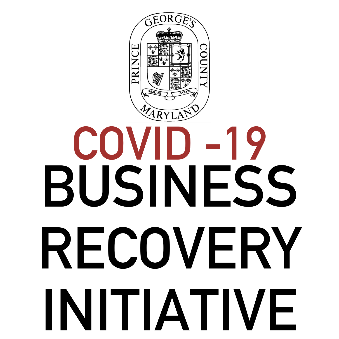 PRINCE GEORGE'S COUNTY
MARYLAND
COVID -19
BUSINESS
RECOVERY
INITIATIVE